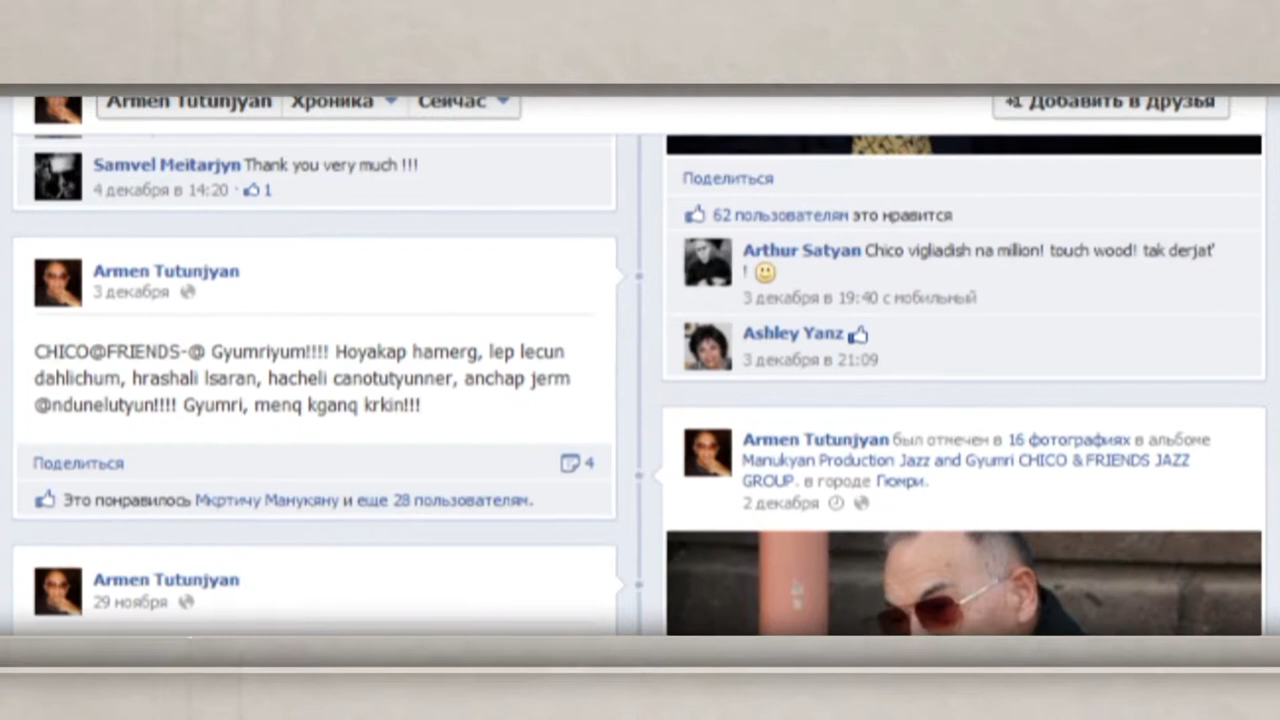 Armen Tutunjyan Хроника Сейчас
+1 Добавить в друзья
Samvel Meitarjyn Thank you very much !!!
4 декабря в 14:20 · 1
Armen Tutunjyan
3 декабря
CHICO@FRIENDS-@ Gyumriyum!!!! Hoyakap hamerg, lep lecun
dahlichum, hrashali lsaran, hacheli canotutyunner, anchap jerm
@ndunelutyun!!!! Gyumri, menq kganq krkin!!!
Поделиться 4
Это понравилось Мкртичу Манукяну и еще 28 пользователям.
Armen Tutunjyan
29 ноября
Поделиться
62 пользователям это нравится
Arthur Satyan Chico vigliadish na million! touch wood! tak derjat'
!
3 декабря в 19:40 с мобильный
Ashley Yanz
3 декабря в 21:09
Armen Tutunjyan был отмечен в 16 фотографиях в альбоме
Manukyan Production Jazz and Gyumri CHICO & FRIENDS JAZZ
GROUP. в городе Гюмри.
2 декабря